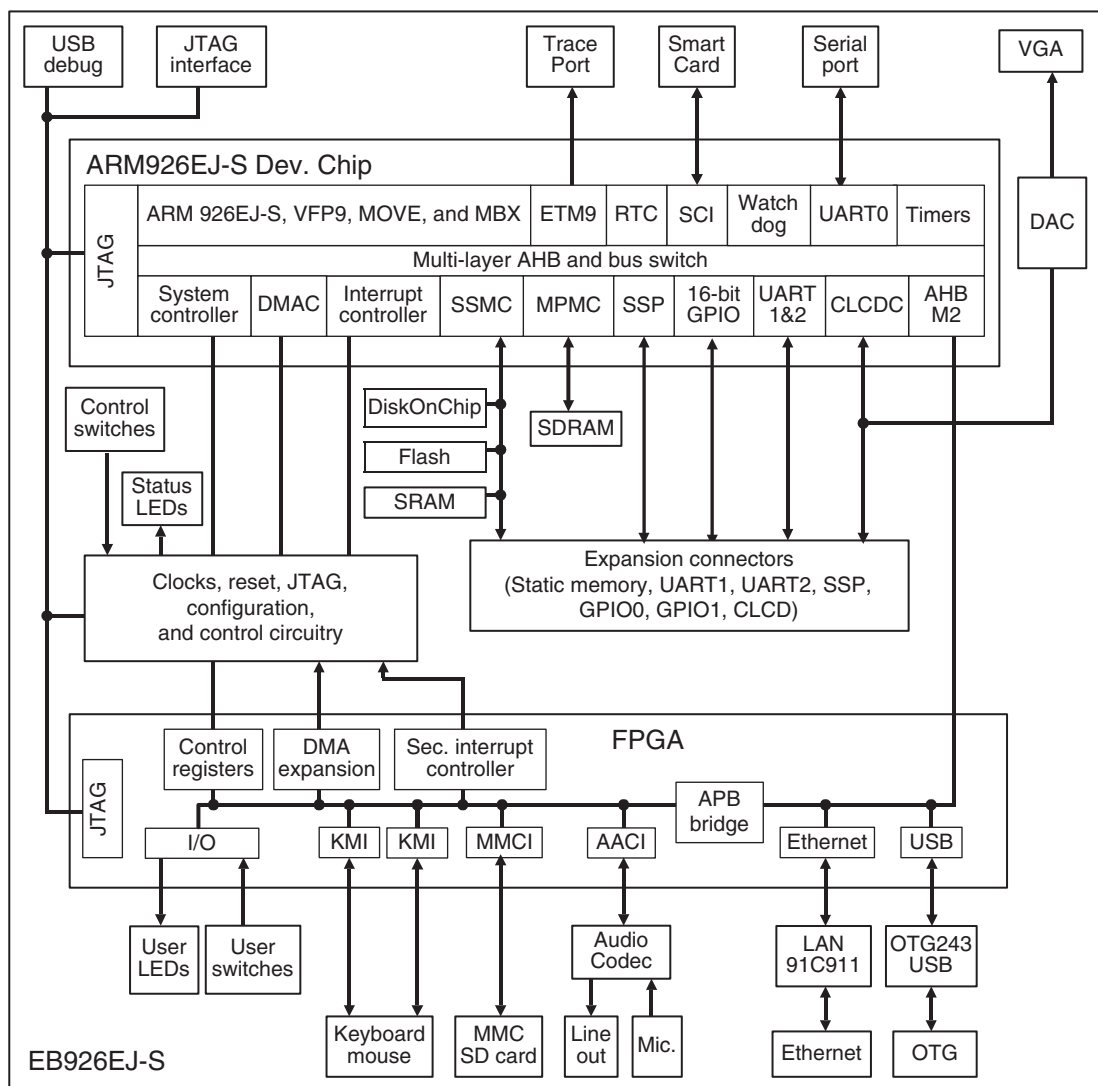 USB
debug
JTAG
interface
Trace
Port
Smart
Card
Serial
port
VGA
ARM926EJ-S Dev. Chip
DAC
JTAG
ARM 926EJ-S, VFP9, MOVE, and MBX
ETM9
RTC
SCI
Watch
dog
UART0
Timers
Multi-layer AHB and bus switch
System
controller
DMAC
Interrupt
controller
SSMC
MPMC
SSP
16-bit
GPIO
UART
1&2
CLCDC
AHB
M2
Control
switches
DiskOnChip
SDRAM
Flash
Status
LEDs
SRAM
Clocks, reset, JTAG,
configuration,
and control circuitry
Expansion connectors
(Static memory, UART1, UART2, SSP,
GPIO0, GPIO1, CLCD)
FPGA
JTAG
Control
registers
DMA
expansion
Sec. interrupt
controller
APB
bridge
I/O
KMI
KMI
MMCI
AACI
Ethernet
USB
User
LEDs
User
switches
Audio
Codec
LAN
91C911
OTG243
USB
Keyboard
mouse
MMC
SD card
Line
out
Mic.
Ethernet
OTG
EB926EJ-S